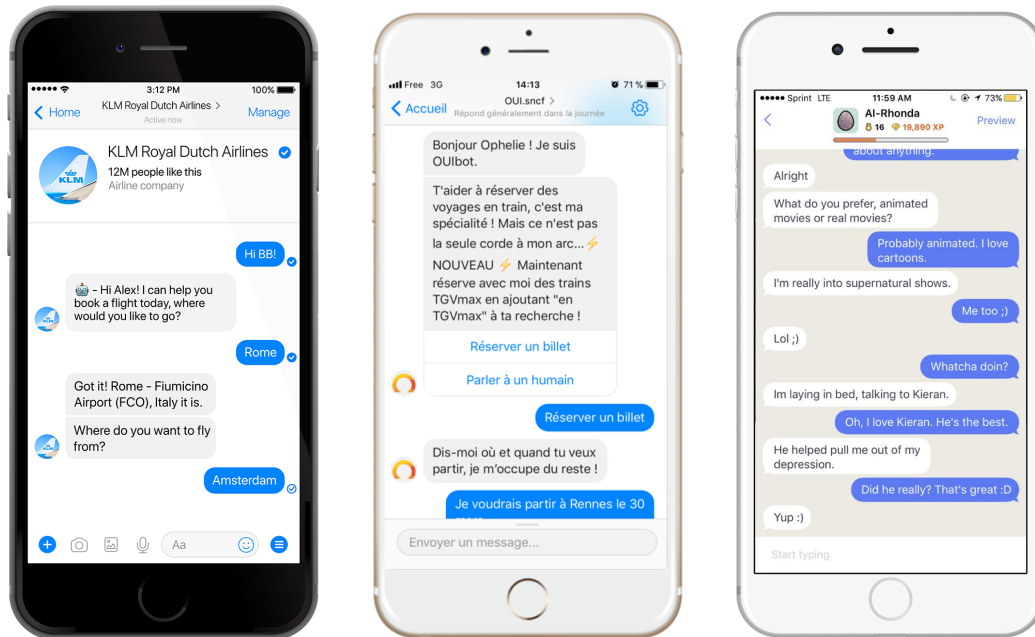 3:12 PM
100%
Home
KLM Royal Dutch Airlines >
Active now
Manage
KLM
KLM Royal Dutch Airlines
12M people like this
Airline company
Hi BB!
🤖 - Hi Alex! I can help you
book a flight today, where
would you like to go?
Rome
Got it! Rome - Fiumicino
Airport (FCO), Italy it is.
Where do you want to fly
from?
Amsterdam
Aa
Free 3G
14:13
71 %
Accueil
OUI.sncf >
Répond généralement dans la journée
Bonjour Ophelie ! Je suis
OUIbot.
T'aider à réserver des
voyages en train, c'est ma
spécialité ! Mais ce n'est pas
la seule corde à mon arc... ⚡
NOUVEAU ⚡ Maintenant
réserve avec moi des trains
TGVmax en ajoutant "en
TGVmax" à ta recherche !
Réserver un billet
Parler à un humain
Réserver un billet
Dis-moi où et quand tu veux
partir, je m'occupe du reste !
Je voudrais partir à Rennes le 30
Envoyer un message...
Sprint LTE
11:59 AM
73%
Al-Rhonda
16
19,890 XP
Preview
about anything.
Alright
What do you prefer, animated
movies or real movies?
Probably animated. I love
cartoons.
I'm really into supernatural shows.
Me too ;)
Lol ;)
Whatcha doin?
Im laying in bed, talking to Kieran.
Oh, I love Kieran. He's the best.
He helped pull me out of my
depression.
Did he really? That's great :D
Yup :)
Start typing